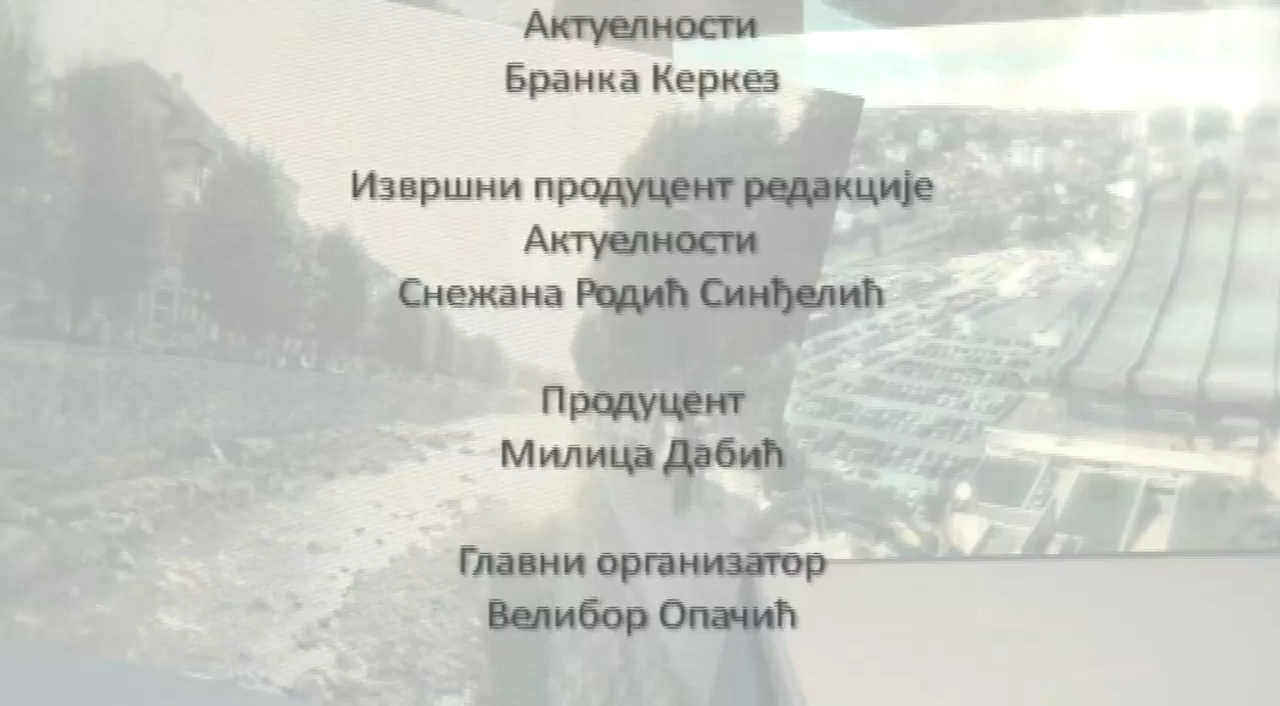 Актуелности
Бранка Керкез
Извршни продуцент редакције
Актуелности
Снежана Родић Синђелић
Продуцент
Милица Дабић
Главни организатор
Велибор Опачић